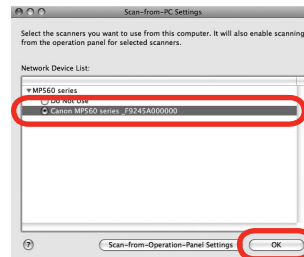 Scan-from-PC Settings
Select the scanners you want to use from this computer. It will also enable scanning
from the operation panel for selected scanners.
Network Device List:
MP560 series
Do Not Use
Canon MP560 series _F9245A000000
?
Scan-from-Operation-Panel Settings
OK